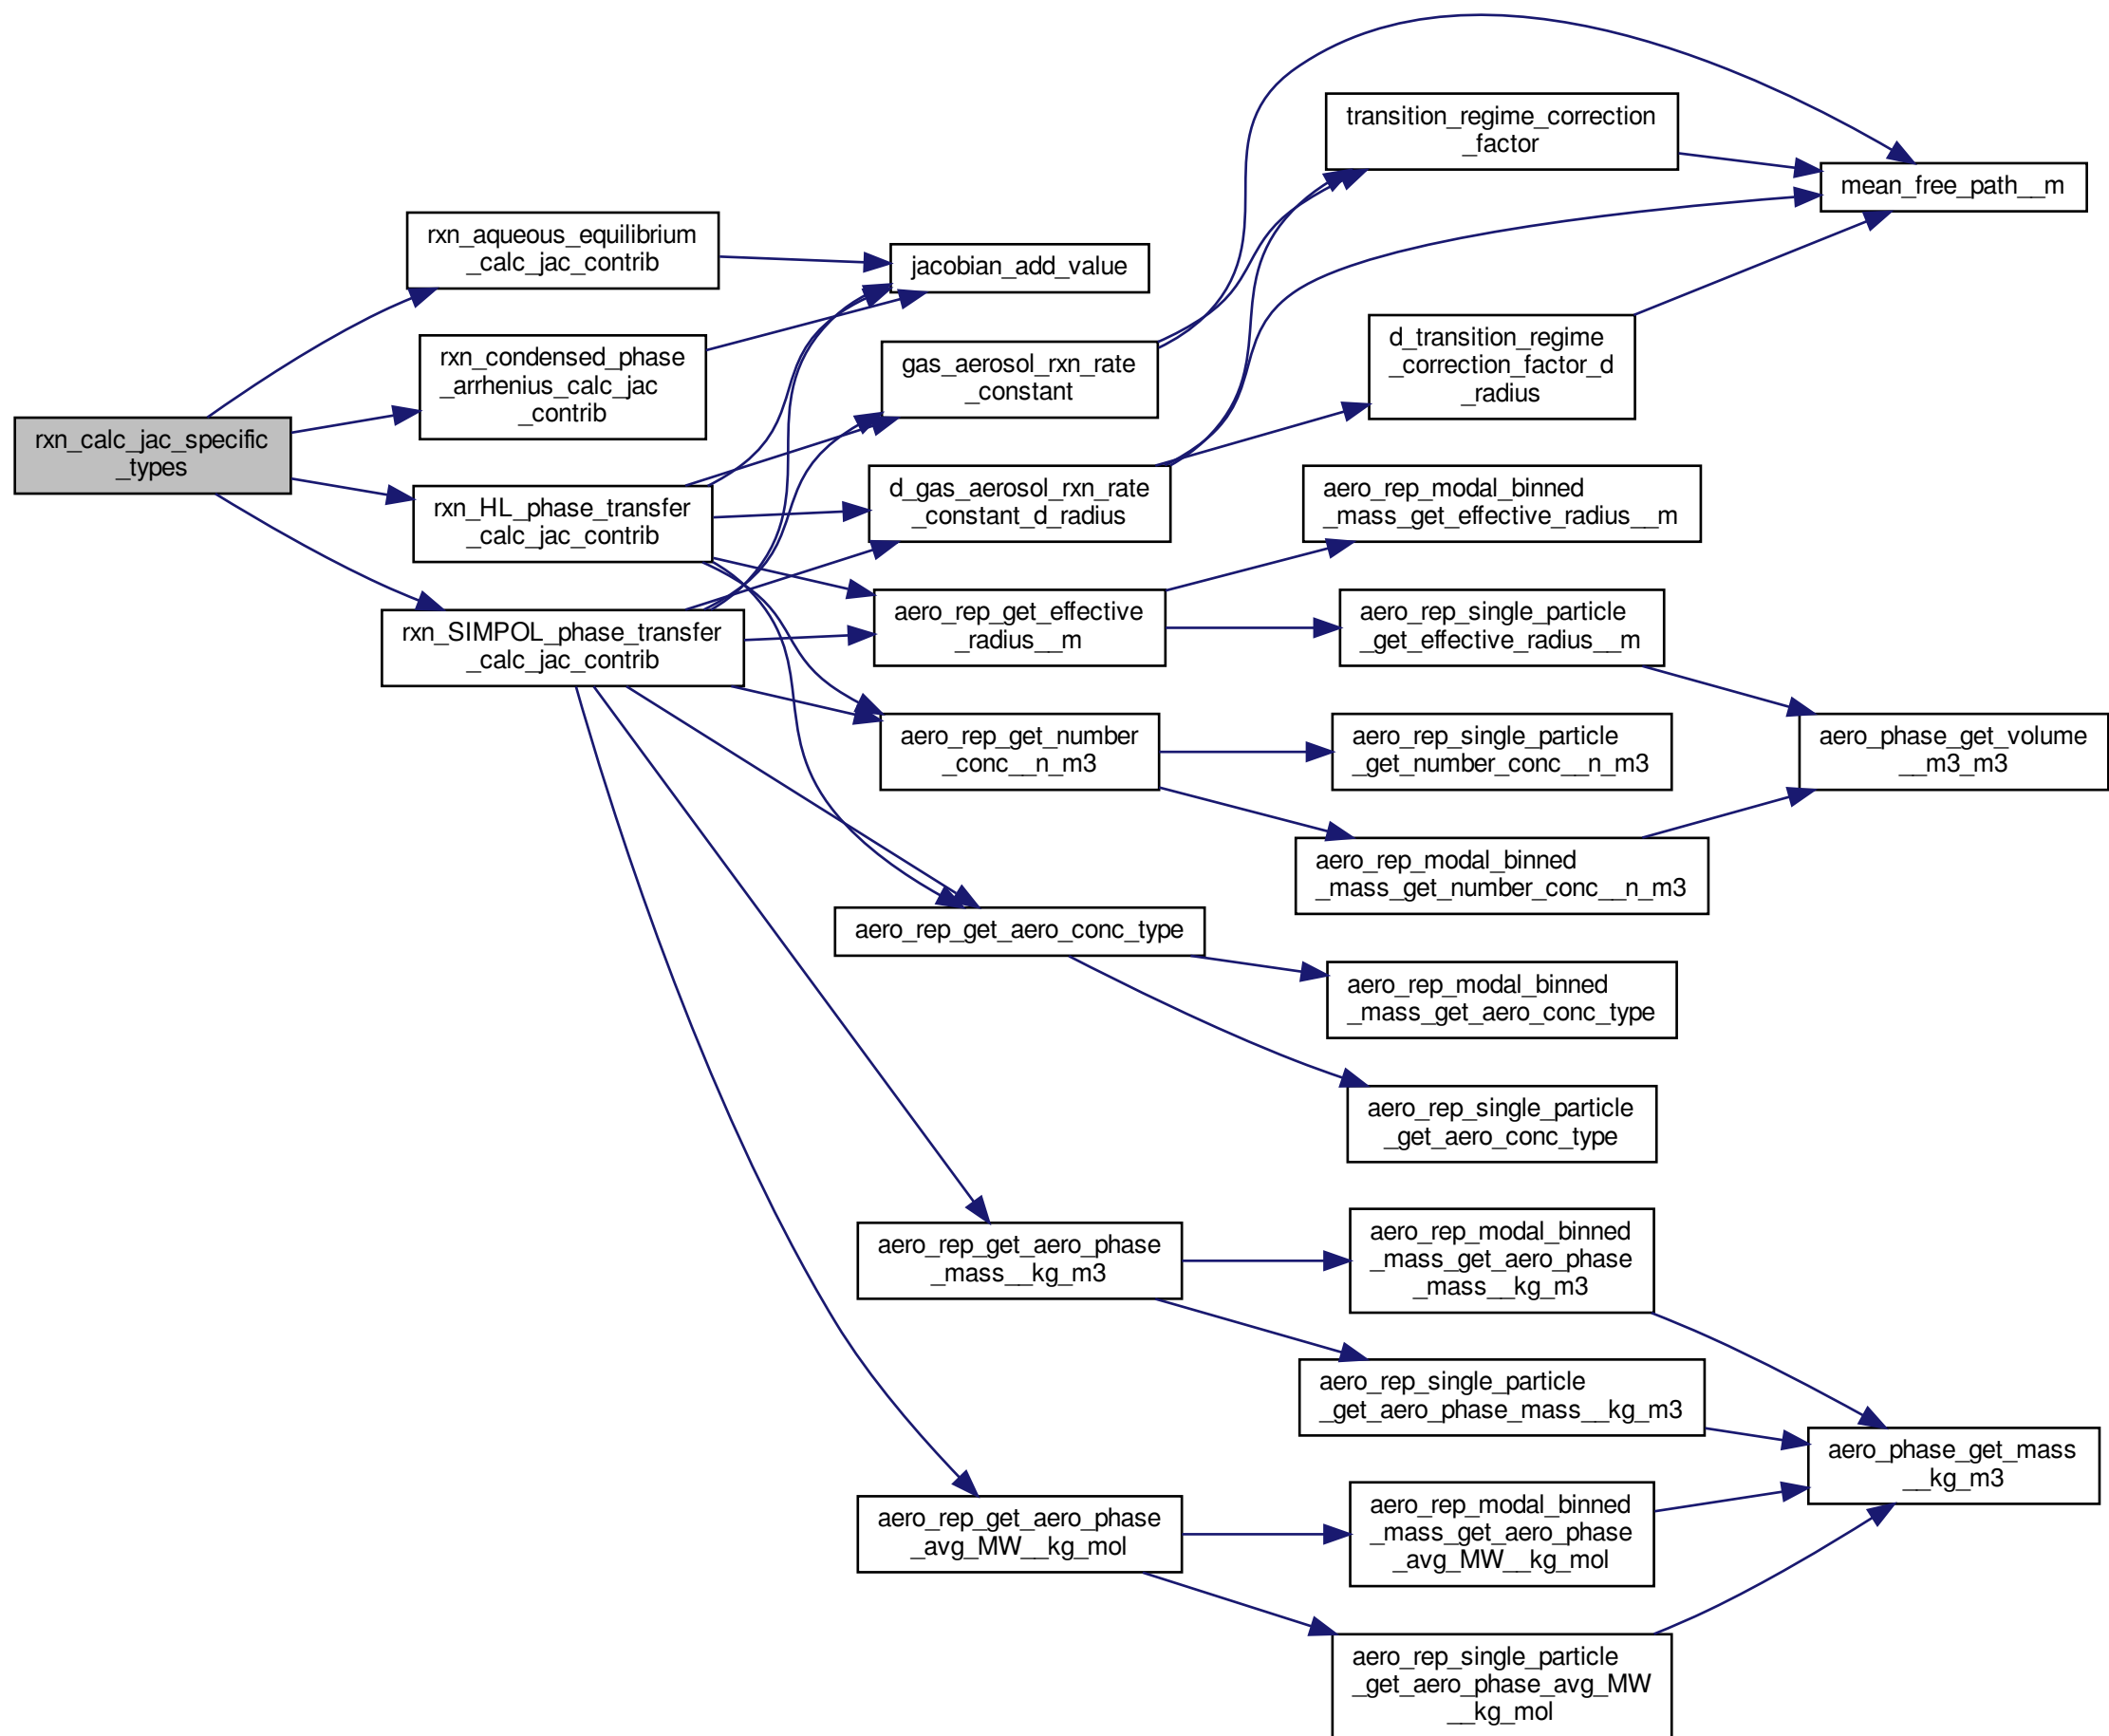 rxn_calc_jac_specific
_types
rxn_aqueous_equilibrium
_calc_jac_contrib
rxn_condensed_phase
_arrhenius_calc_jac
_contrib
rxn_HL_phase_transfer
_calc_jac_contrib
rxn_SIMPOL_phase_transfer
_calc_jac_contrib
jacobian_add_value
gas_aerosol_rxn_rate
_constant
d_gas_aerosol_rxn_rate
_constant_d_radius
aero_rep_get_effective
_radius__m
aero_rep_get_number
_conc__n_m3
aero_rep_get_aero_conc_type
aero_rep_get_aero_phase
_mass__kg_m3
aero_rep_get_aero_phase
_avg_MW__kg_mol
transition_regime_correction
_factor
d_transition_regime
_correction_factor_d
_radius
aero_rep_modal_binned
_mass_get_effective_radius__m
aero_rep_single_particle
_get_effective_radius__m
aero_rep_single_particle
_get_number_conc__n_m3
aero_rep_modal_binned
_mass_get_number_conc__n_m3
aero_rep_modal_binned
_mass_get_aero_conc_type
aero_rep_single_particle
_get_aero_conc_type
aero_rep_modal_binned
_mass_get_aero_phase
_mass__kg_m3
aero_rep_single_particle
_get_aero_phase_mass__kg_m3
aero_rep_modal_binned
_mass_get_aero_phase
_avg_MW__kg_mol
aero_rep_single_particle
_get_aero_phase_avg_MW
__kg_mol
mean_free_path__m
aero_phase_get_volume
__m3_m3
aero_phase_get_mass
__kg_m3